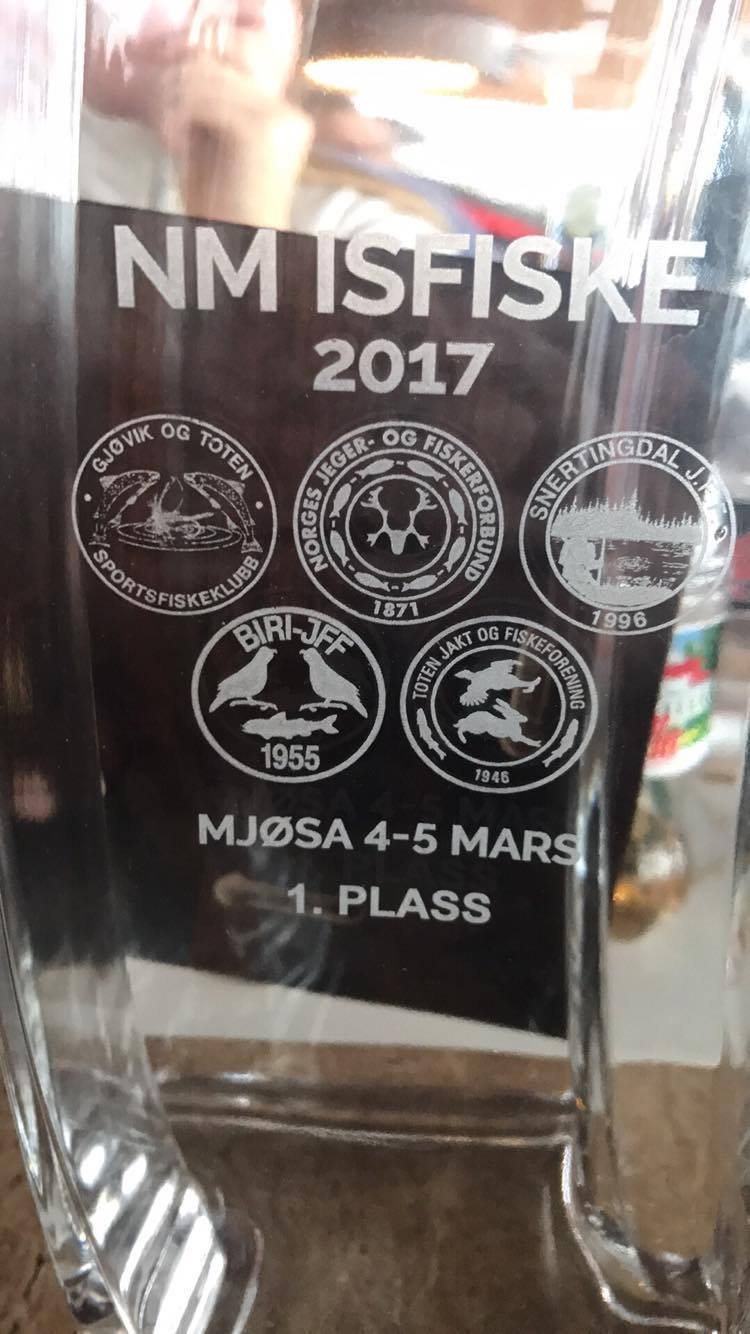 NM ISFISKE
2017
GJØVIK OG TOTEN
SPORTSFISKEKLUBB
NORGES JEGER- OG FISKERFORBUND
1871
SNERTINGDAL
1996
BIRI-JFF
1955
TOTEN JAKT OG FISKEFORENING
1946
MJØSA 4-5 MARS
1. PLASS